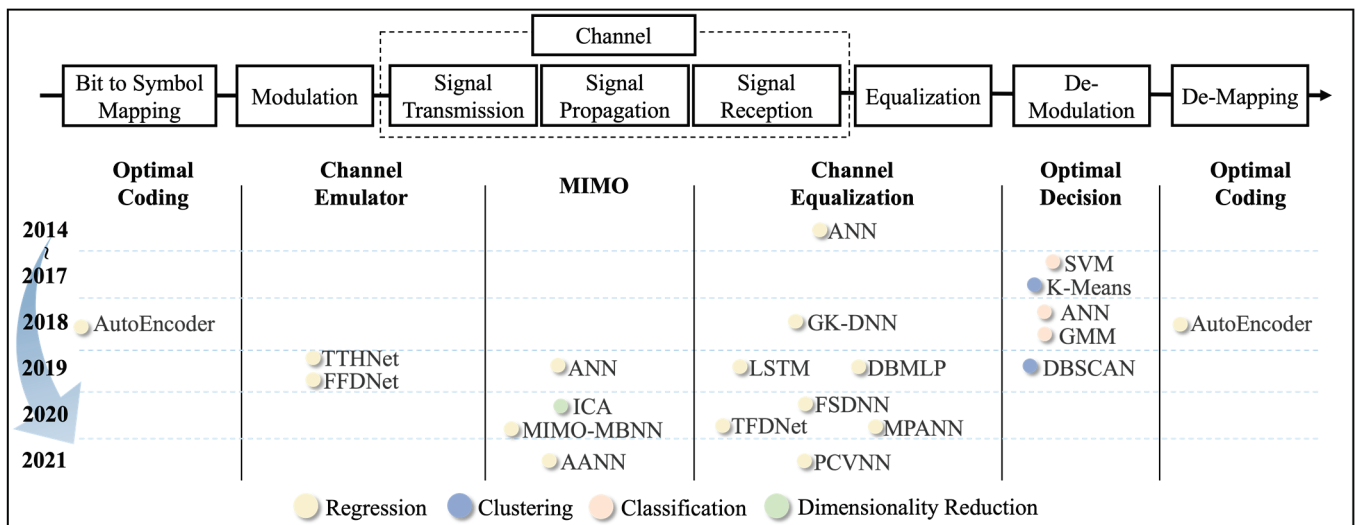 Channel
Bit to Symbol
Mapping
Modulation
Signal
Transmission
Signal
Propagation
Signal
Reception
Equalization
De-
Modulation
De-Mapping
Optimal
Coding
Channel
Emulator
MIMO
Channel
Equalization
Optimal
Decision
Optimal
Coding
2014
ANN
~
2017
SVM
K-Means
2018
AutoEncoder
GK-DNN
ANN
GMM
AutoEncoder
2019
TTHNet
FFDNet
ANN
LSTM
DBMLP
DBSCAN
2020
ICA
MIMO-MBNN
FSDNN
TFDNet
MPANN
2021
AANN
PCVNN
Regression
Clustering
Classification
Dimensionality Reduction